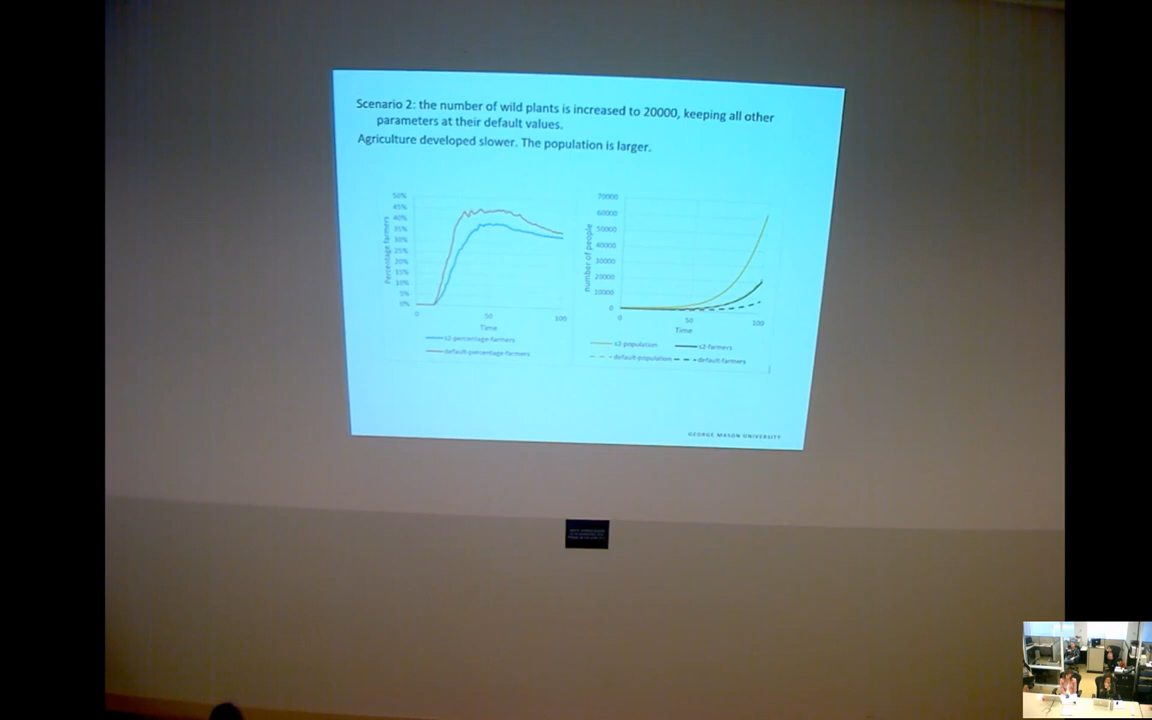 Scenario 2: the number of wild plants is increased to 20000, keeping all other
parameters at their default values.
Agriculture developed slower. The population is larger.
50%
45%
40%
35%
30%
25%
20%
15%
10%
5%
0%
Percentage farmers
0
50
100
Time
s2-percentage-farmers
default-percentage-farmers
70000
60000
50000
40000
30000
20000
10000
0
number of people
0
50
100
Time
s2-population
s2-farmers
default-population
default-farmers
GEORGE MASON UNIVERSITY